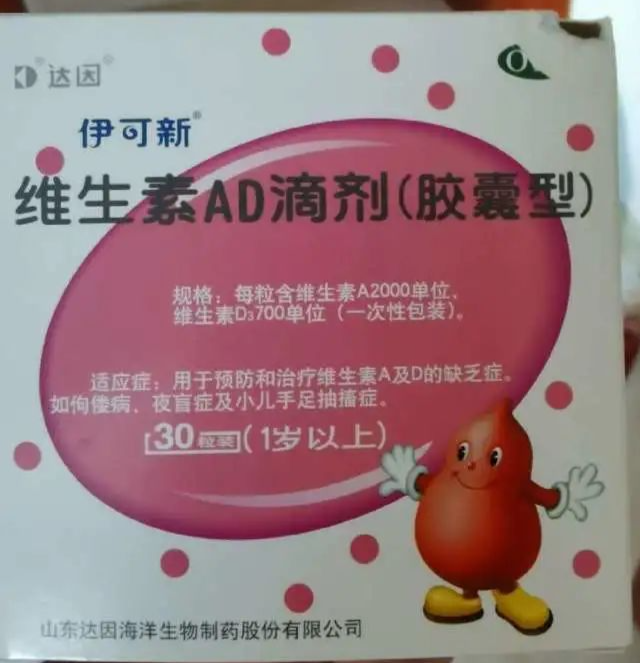 达因®
O
伊可新®
维生素AD滴剂(胶囊型)
规格：每粒含维生素A2000单位，
维生素D₃700单位（一次性包装）。
适应症：用于预防和治疗维生素A及D的缺乏症。
如佝偻病、夜盲症及小儿手足抽搐症。
30粒装(1岁以上)
山东达因海洋生物制药股份有限公司